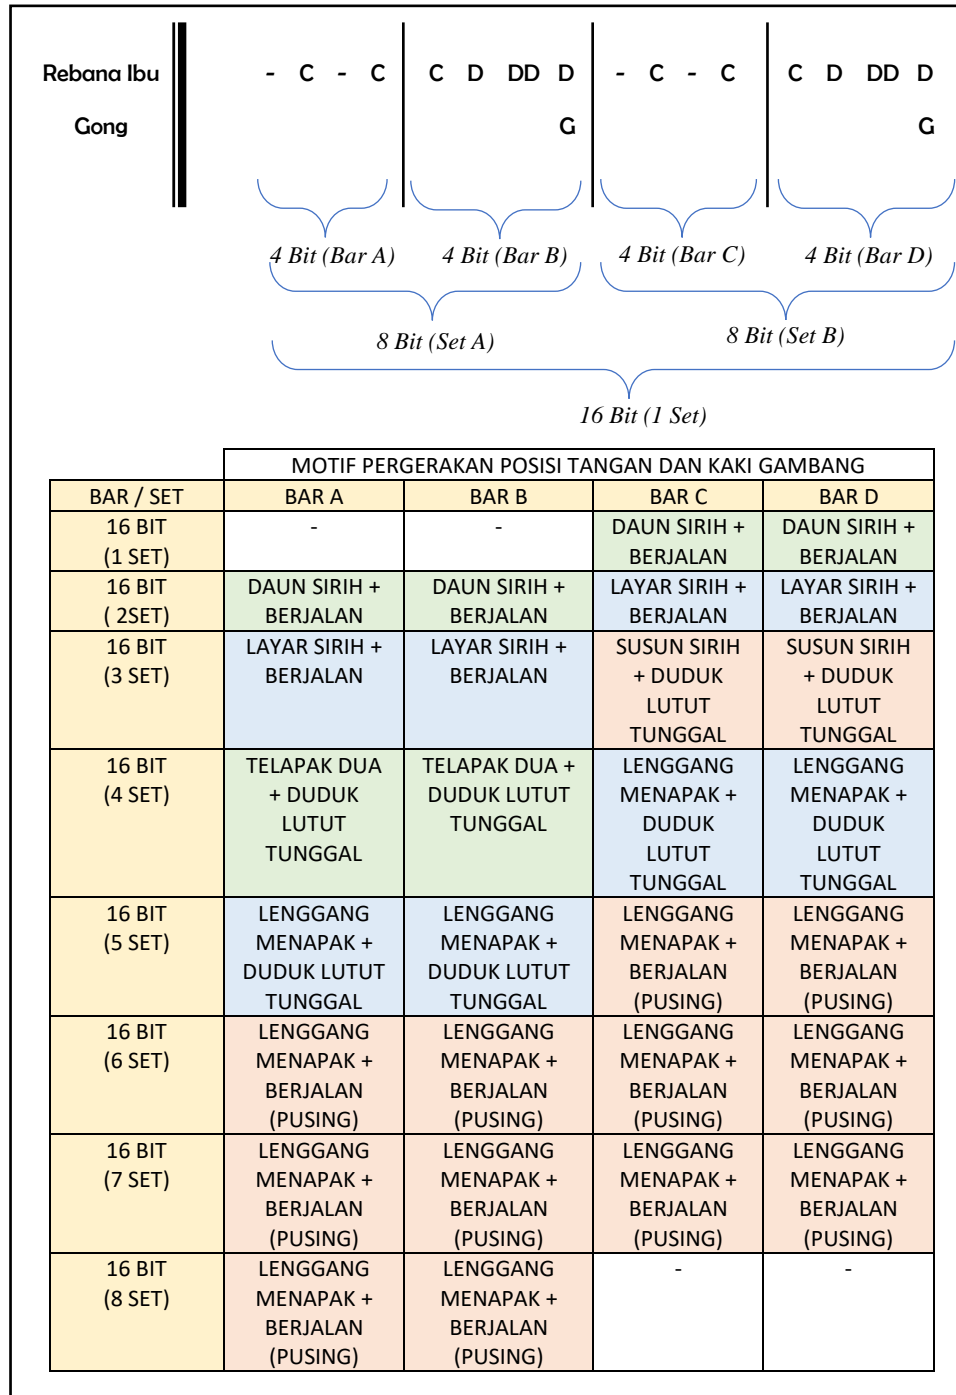 Rebana Ibu - C - C C D DD D - C - C C D DD D
Gong G G
4 Bit (Bar A) 4 Bit (Bar B) 4 Bit (Bar C) 4 Bit (Bar D)
8 Bit (Set A) 8 Bit (Set B)
16 Bit (1 Set)
MOTIF PERGERAKAN POSISI TANGAN DAN KAKI GAMBANG
BAR / SET BAR A BAR B BAR C BAR D
16 BIT - - DAUN SIRIH + DAUN SIRIH +
(1 SET) BERJALAN BERJALAN
16 BIT DAUN SIRIH + DAUN SIRIH + LAYAR SIRIH + LAYAR SIRIH +
( 2SET) BERJALAN BERJALAN BERJALAN BERJALAN
16 BIT LAYAR SIRIH + LAYAR SIRIH + SUSUN SIRIH SUSUN SIRIH
(3 SET) BERJALAN BERJALAN + DUDUK + DUDUK
LUTUT LUTUT
TUNGGAL TUNGGAL
16 BIT TELAPAK DUA TELAPAK DUA + LENGGANG LENGGANG
(4 SET) + DUDUK DUDUK LUTUT MENAPAK + MENAPAK +
LUTUT TUNGGAL DUDUK DUDUK
TUNGGAL LUTUT LUTUT
TUNGGAL TUNGGAL
16 BIT LENGGANG LENGGANG LENGGANG LENGGANG
(5 SET) MENAPAK + MENAPAK + MENAPAK + MENAPAK +
DUDUK LUTUT DUDUK LUTUT BERJALAN BERJALAN
TUNGGAL TUNGGAL (PUSING) (PUSING)
16 BIT LENGGANG LENGGANG LENGGANG LENGGANG
(6 SET) MENAPAK + MENAPAK + MENAPAK + MENAPAK +
BERJALAN BERJALAN BERJALAN BERJALAN
(PUSING) (PUSING) (PUSING) (PUSING)
16 BIT LENGGANG LENGGANG LENGGANG LENGGANG
(7 SET) MENAPAK + MENAPAK + MENAPAK + MENAPAK +
BERJALAN BERJALAN BERJALAN BERJALAN
(PUSING) (PUSING) (PUSING) (PUSING)
16 BIT LENGGANG LENGGANG - -
(8 SET) MENAPAK + MENAPAK +
BERJALAN BERJALAN
(PUSING) (PUSING)